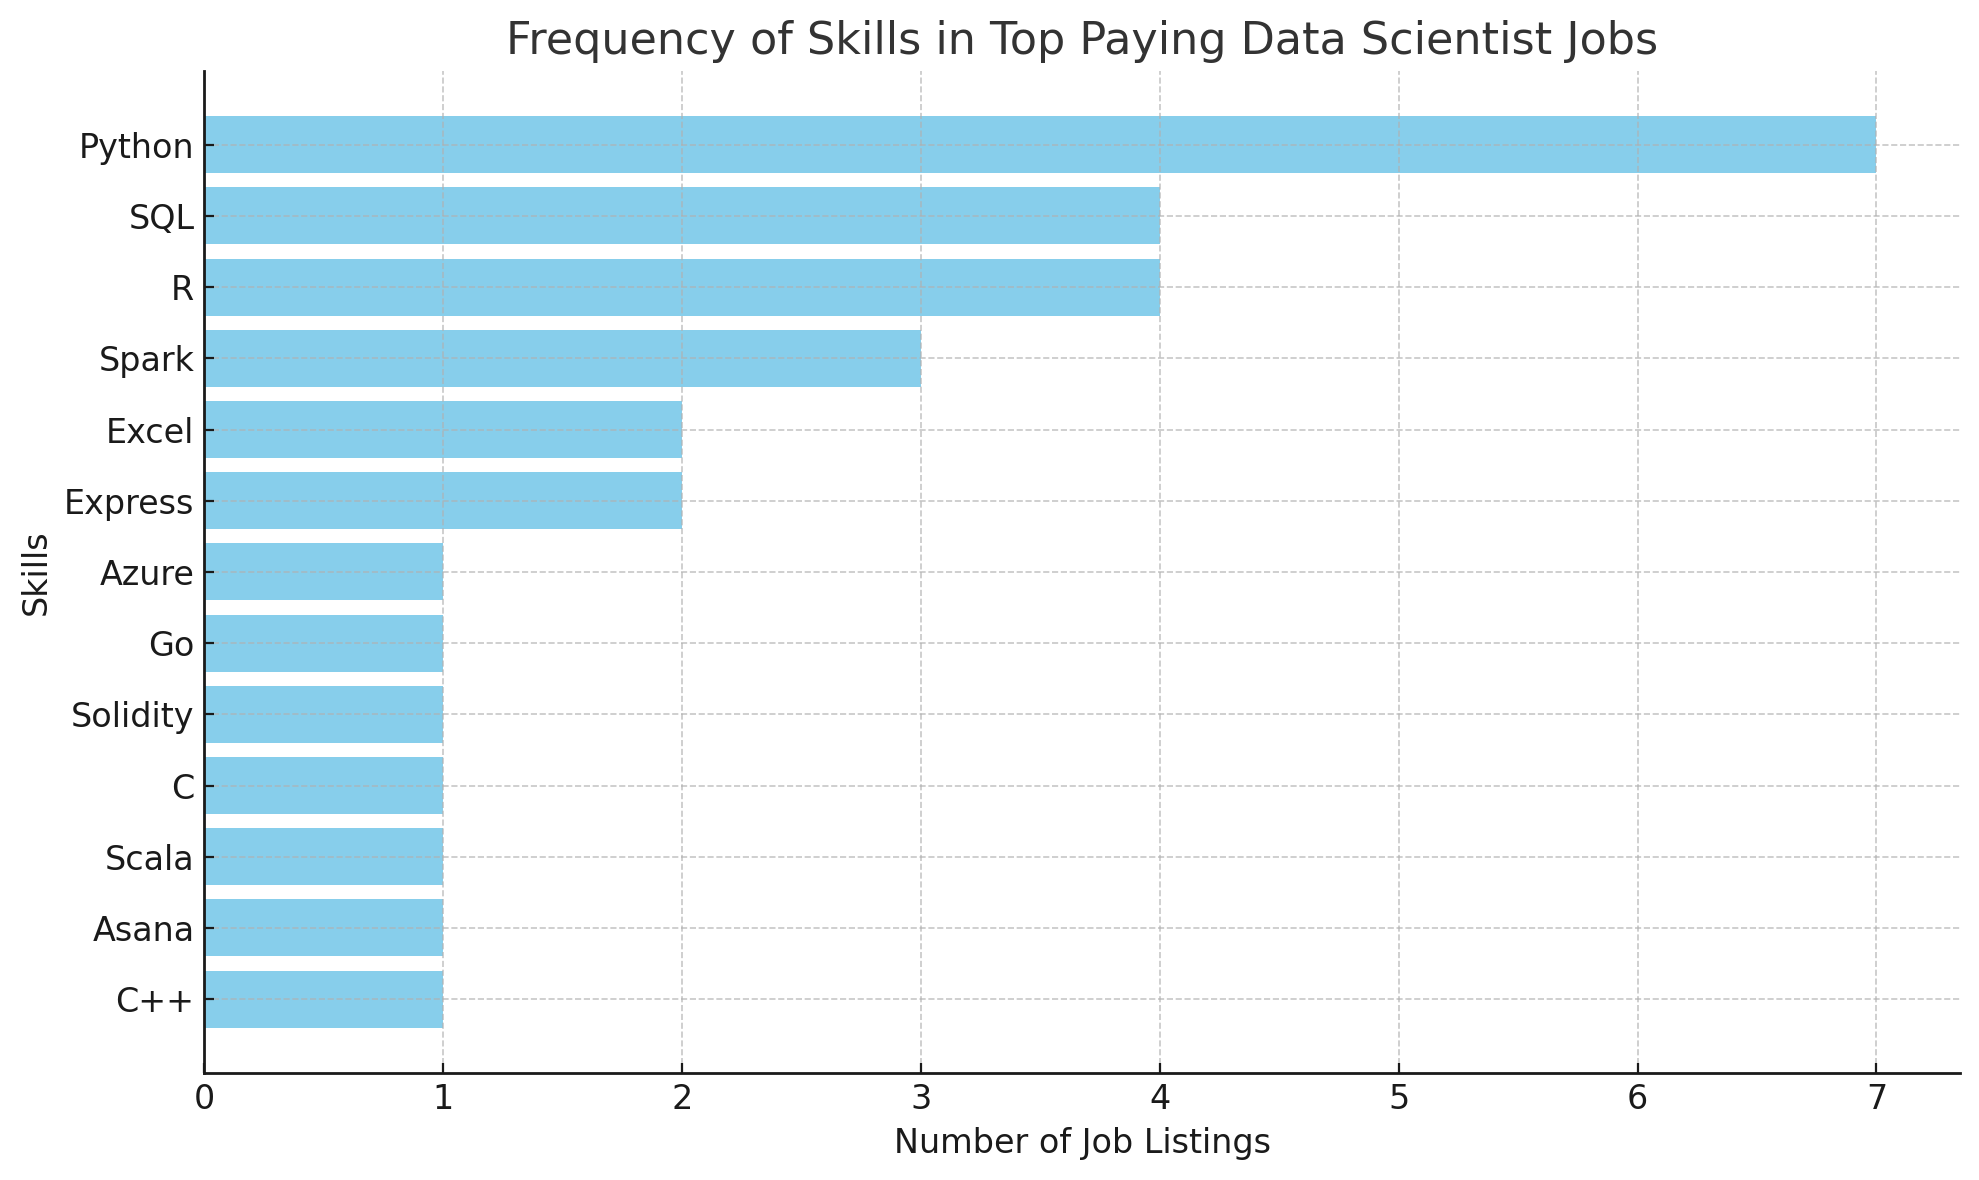 Frequency of Skills in Top Paying Data Scientist Jobs
Skills
Python
SQL
R
Spark
Excel
Express
Azure
Go
Solidity
C
Scala
Asana
C++
0 1 2 3 4 5 6 7
Number of Job Listings